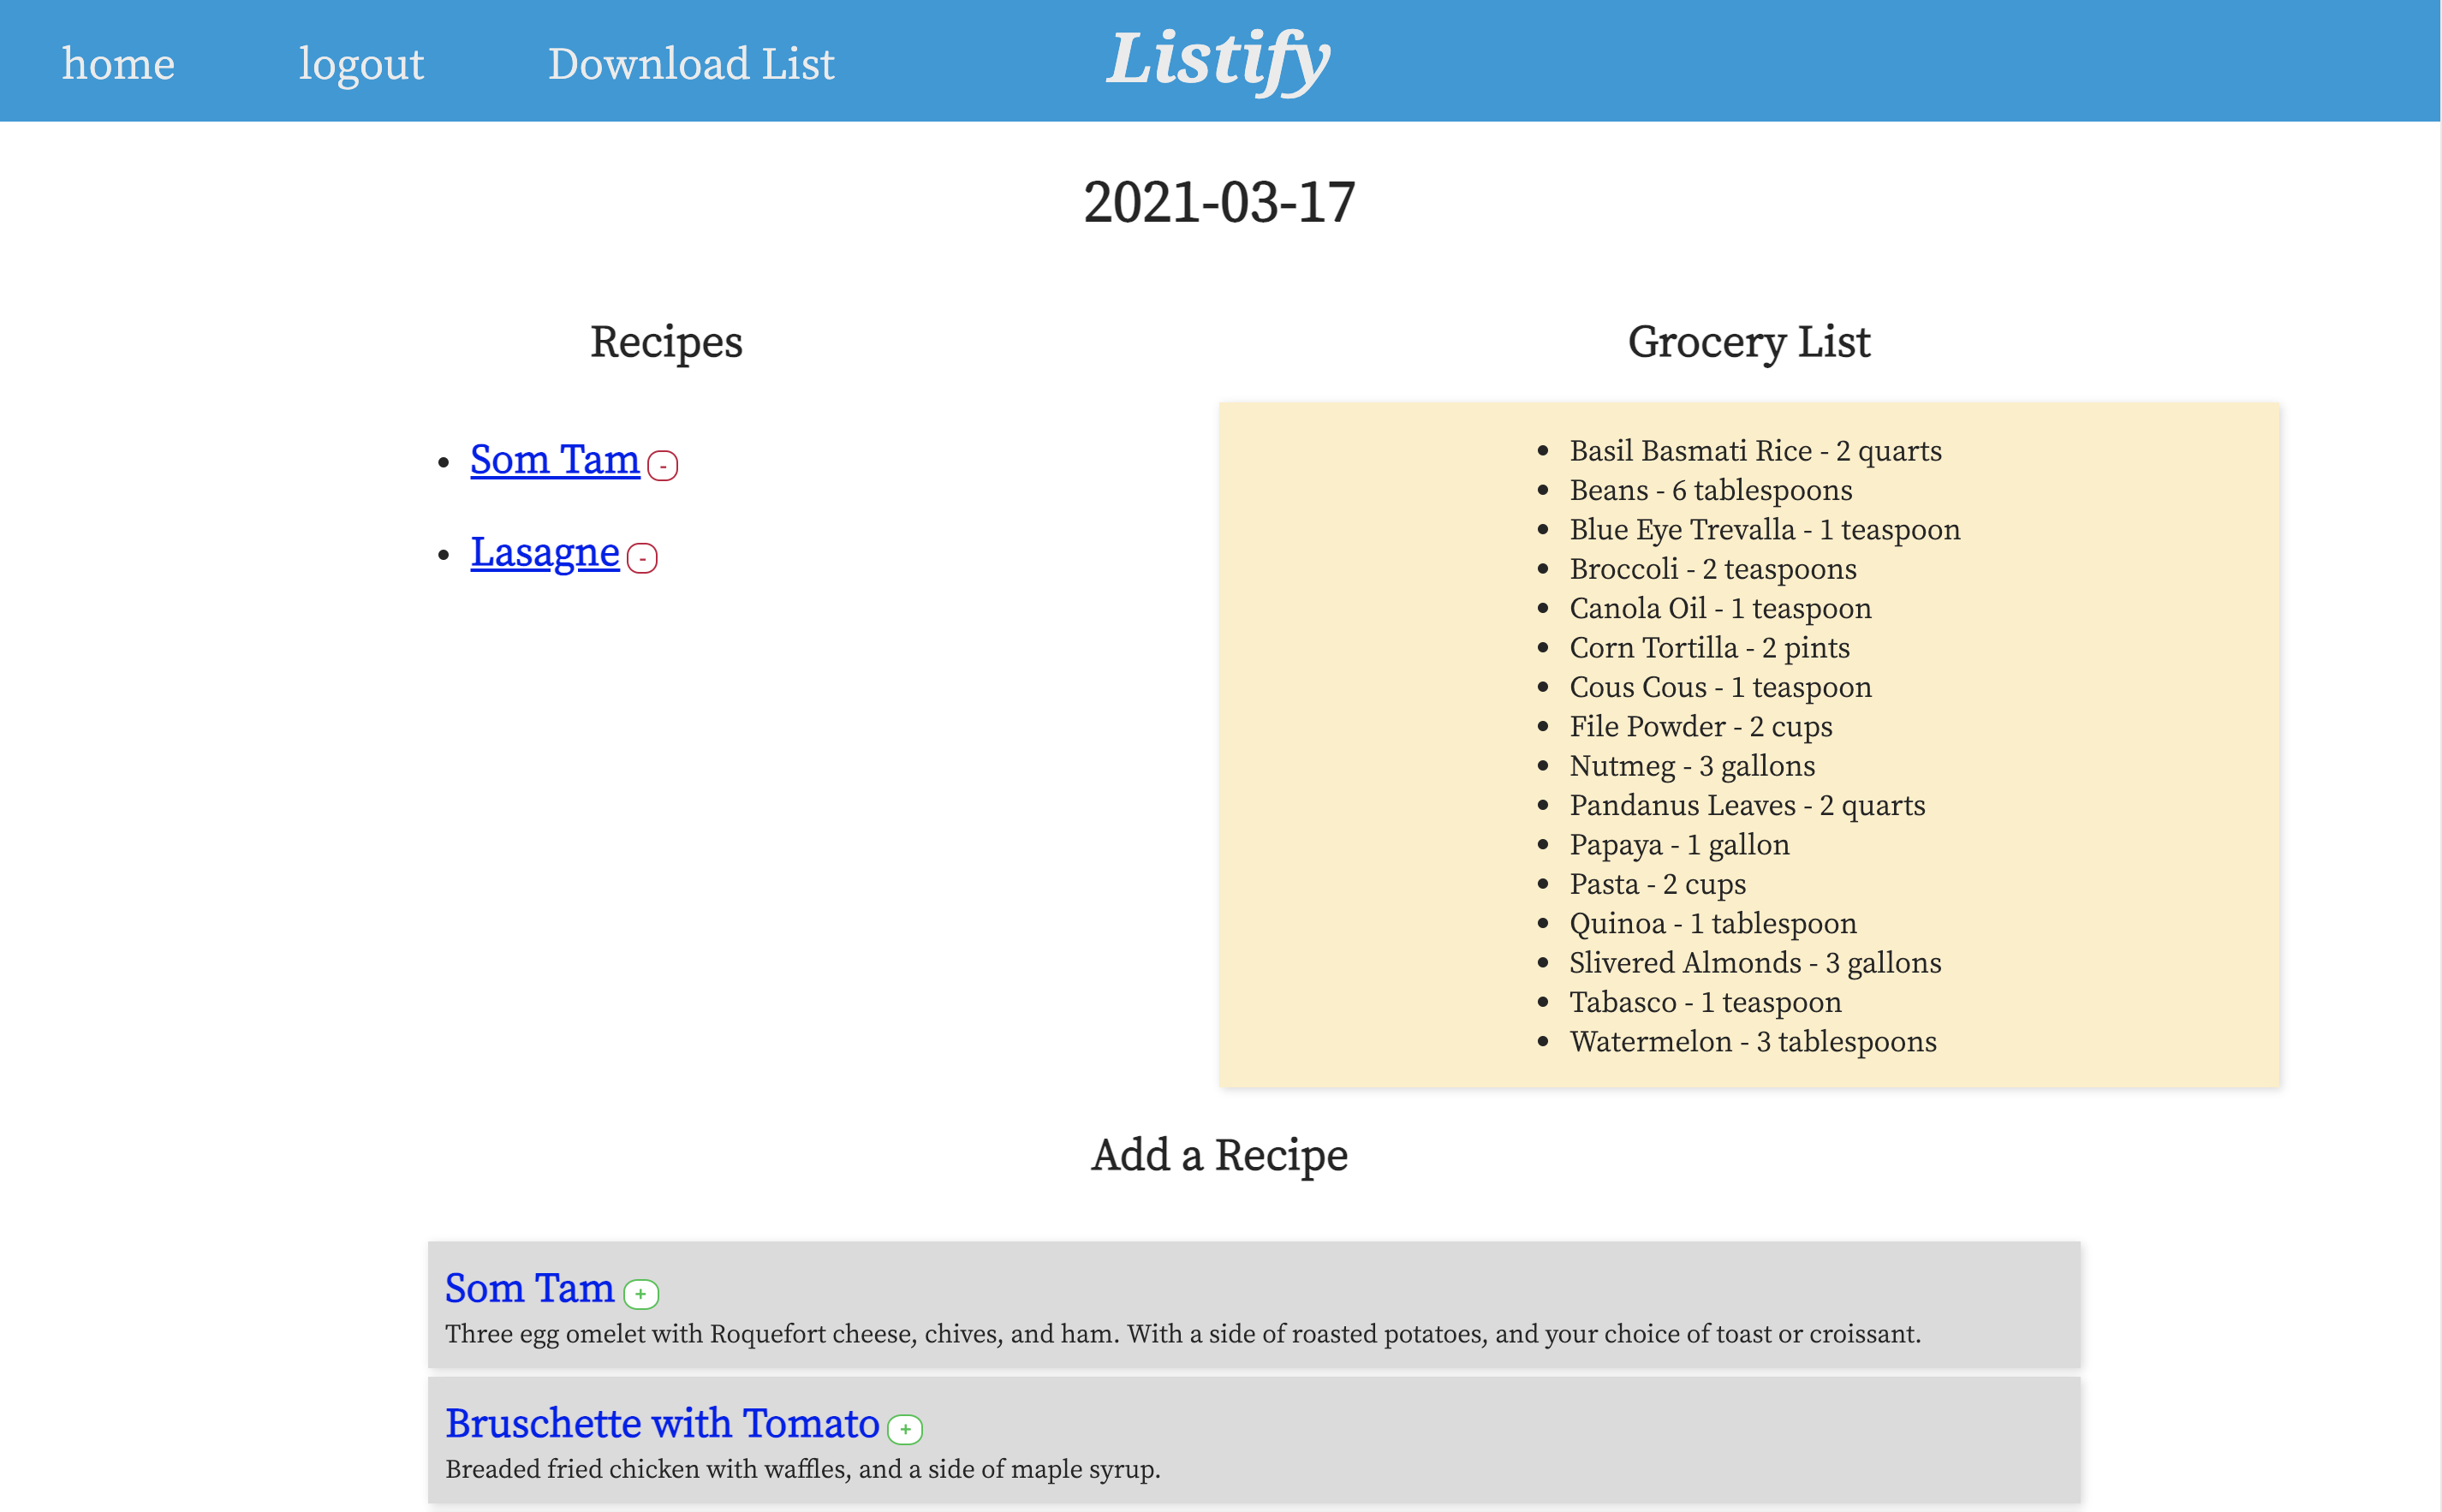 home logout Download List Listify
2021-03-17
Recipes
Som Tam -
Lasagne -
Grocery List
Basil Basmati Rice - 2 quarts
Beans - 6 tablespoons
Blue Eye Trevalla - 1 teaspoon
Broccoli - 2 teaspoons
Canola Oil - 1 teaspoon
Corn Tortilla - 2 pints
Cous Cous - 1 teaspoon
File Powder - 2 cups
Nutmeg - 3 gallons
Pandanus Leaves - 2 quarts
Papaya - 1 gallon
Pasta - 2 cups
Quinoa - 1 tablespoon
Slivered Almonds - 3 gallons
Tabasco - 1 teaspoon
Watermelon - 3 tablespoons
Add a Recipe
Som Tam +
Three egg omelet with Roquefort cheese, chives, and ham. With a side of roasted potatoes, and your choice of toast or croissant.
Bruschette with Tomato +
Breaded fried chicken with waffles, and a side of maple syrup.